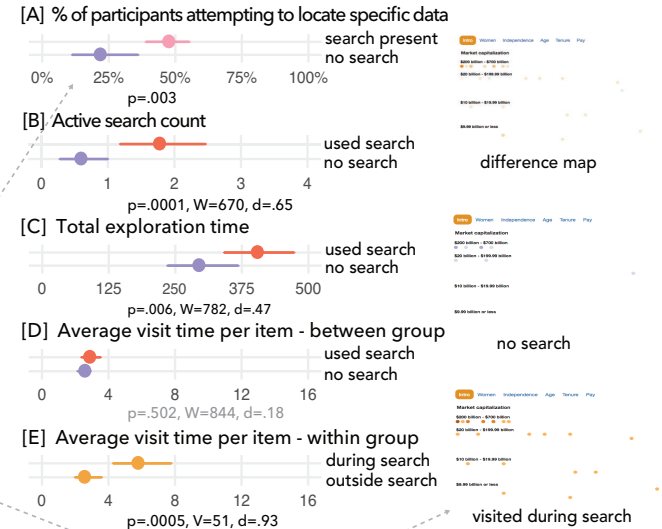 [A] % of participants attempting to locate specific data
search present
no search
0% 25% 50% 75% 100%
p=.003
[B] Active search count
used search
no search
0 1 2 3 4
p=.0001, W=670, d=.65
[C] Total exploration time
used search
no search
0 125 250 375 500
p=.006, W=782, d=.47
[D] Average visit time per item - between group
used search
no search
0 4 8 12 16
p=.502, W=844, d=.18
[E] Average visit time per item - within group
during search
outside search
0 4 8 12 16
p=.0005, V=51, d=.93
Intro Women Independence Age Tenure Pay
Market capitalization
$200 billion - $700 billion
$20 billion - $199.99 billion
$10 billion - $19.99 billion
$9.99 billion or less
difference map
Intro Women Independence Age Tenure Pay
Market capitalization
$200 billion - $700 billion
$20 billion - $199.99 billion
$10 billion - $19.99 billion
$9.99 billion or less
no search
Intro Women Independence Age Tenure Pay
Market capitalization
$200 billion - $700 billion
$20 billion - $199.99 billion
$10 billion - $19.99 billion
$9.99 billion or less
visited during search